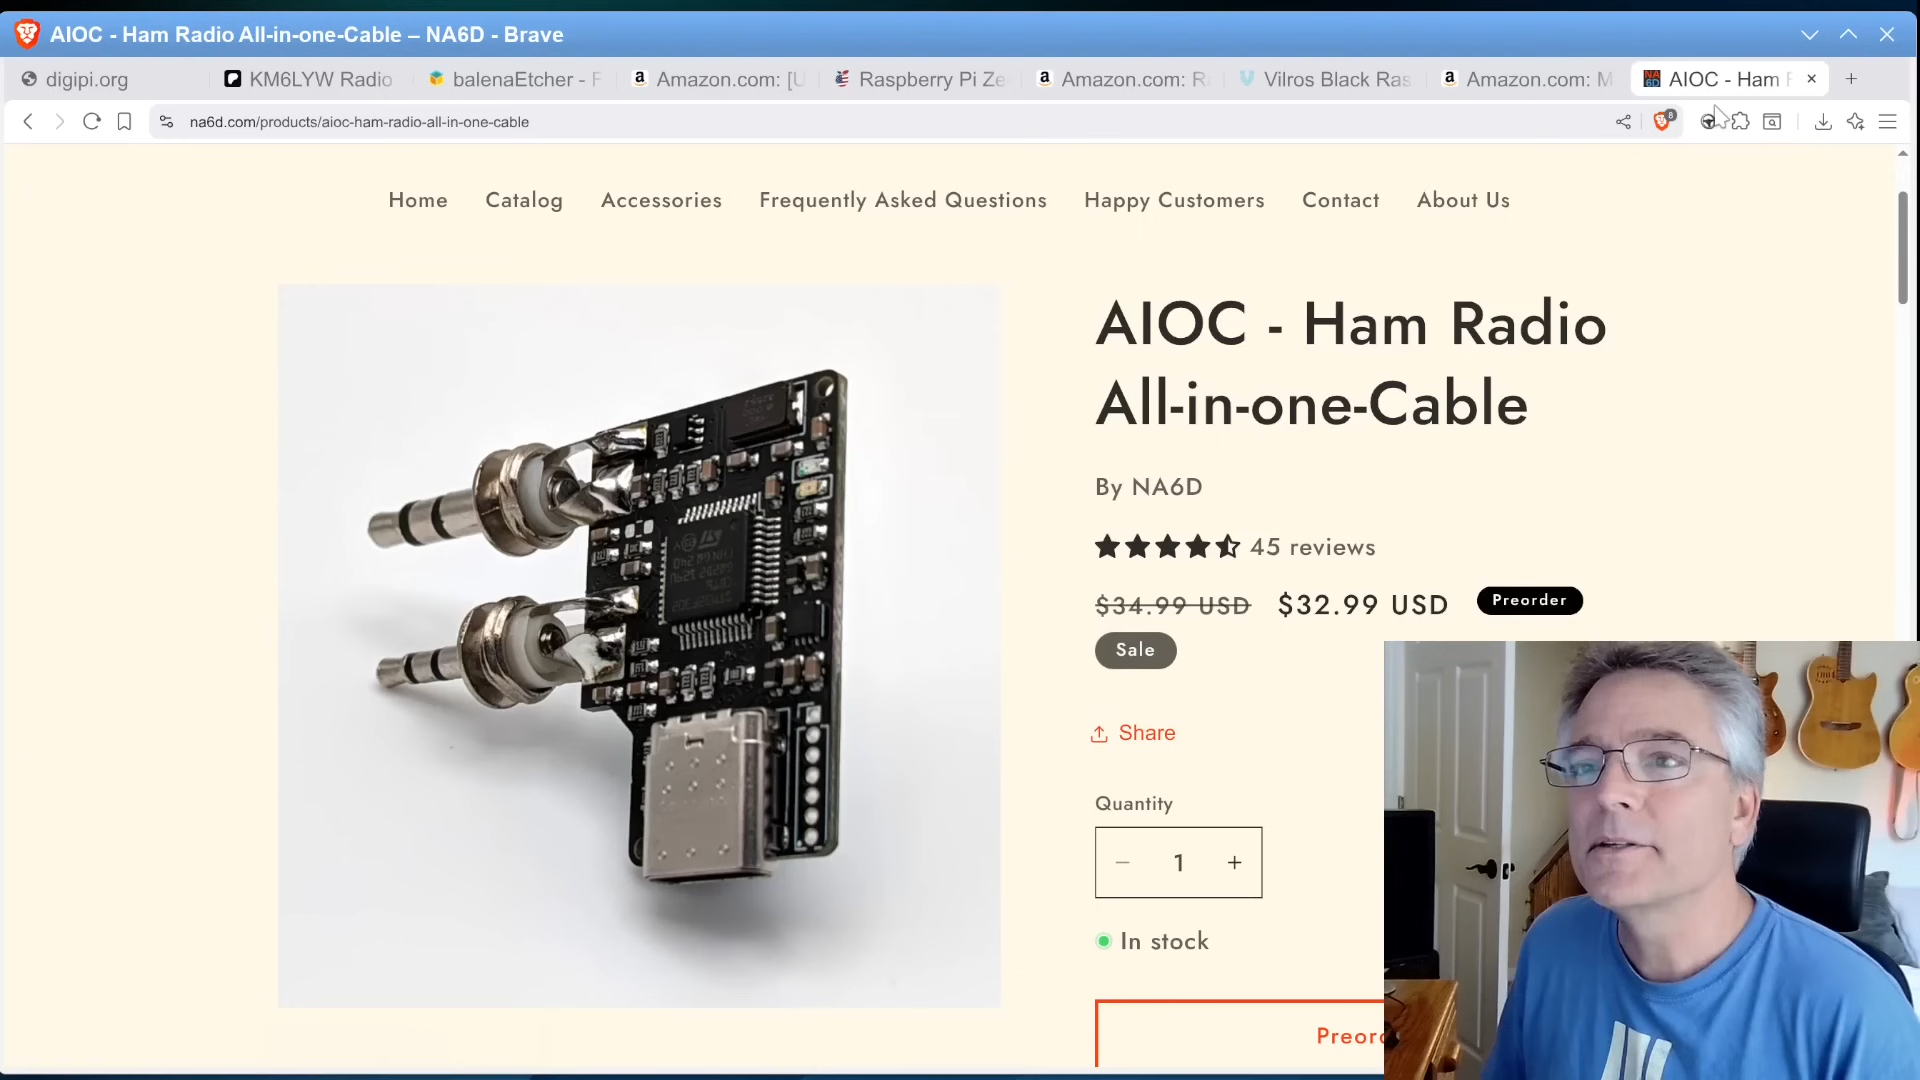 AIOC - Ham Radio All-in-one-Cable – NA6D - Brave
digipi.org
KM6LYW Radio
balenaEtcher - F
Amazon.com: [U
Raspberry Pi Ze
Amazon.com: R
Vilros Black Ras
Amazon.com: M
AIOC - Ham
na6d.com/products/aioc-ham-radio-all-in-one-cable
8
Home
Catalog
Accessories
Frequently Asked Questions
Happy Customers
Contact
About Us
AIOC - Ham Radio
All-in-one-Cable
By NA6D
45 reviews
$34.99 USD $32.99 USD Preorder
Sale
Share
Quantity
− 1 +
In stock
Preor